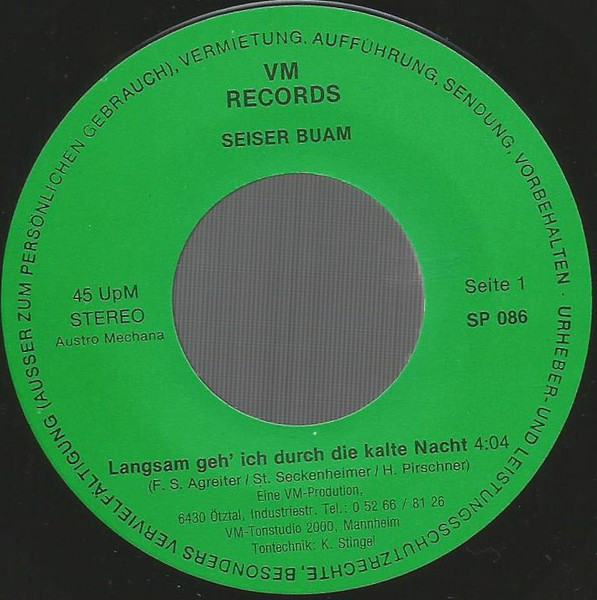 VM
RECORDS
SEISER BUAM
45 UpM
STEREO
Austro Mechana
Seite 1
SP 086
Langsam geh' ich durch die kalte Nacht 4:04
(F. S. Agreiter / St. Seckenheimer / H. Pirschner)
Eine VM-Prodution,
6430 Ötztal, Industriestr. Tel.: 0 52 66 / 81 26
VM-Tonstudio 2000, Mannheim
Tontechnik: K. Stingel
URHEBER- UND LEISTUNGSSCHUTZRECHTE, BESONDERS VERVIELFÄLTIGUNG (AUSSER ZUM PERSÖNLICHEN GEBRAUCH), VERMIETUNG, AUFFÜHRUNG, SENDUNG, VORBEHALTEN ·